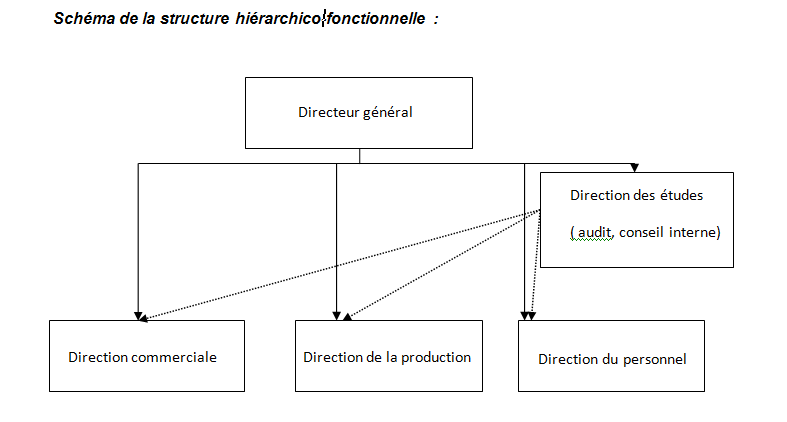 Schéma de la structure hiérarchico-fonctionnelle :
Directeur général
Direction des études
( audit, conseil interne)
Direction commerciale
Direction de la production
Direction du personnel